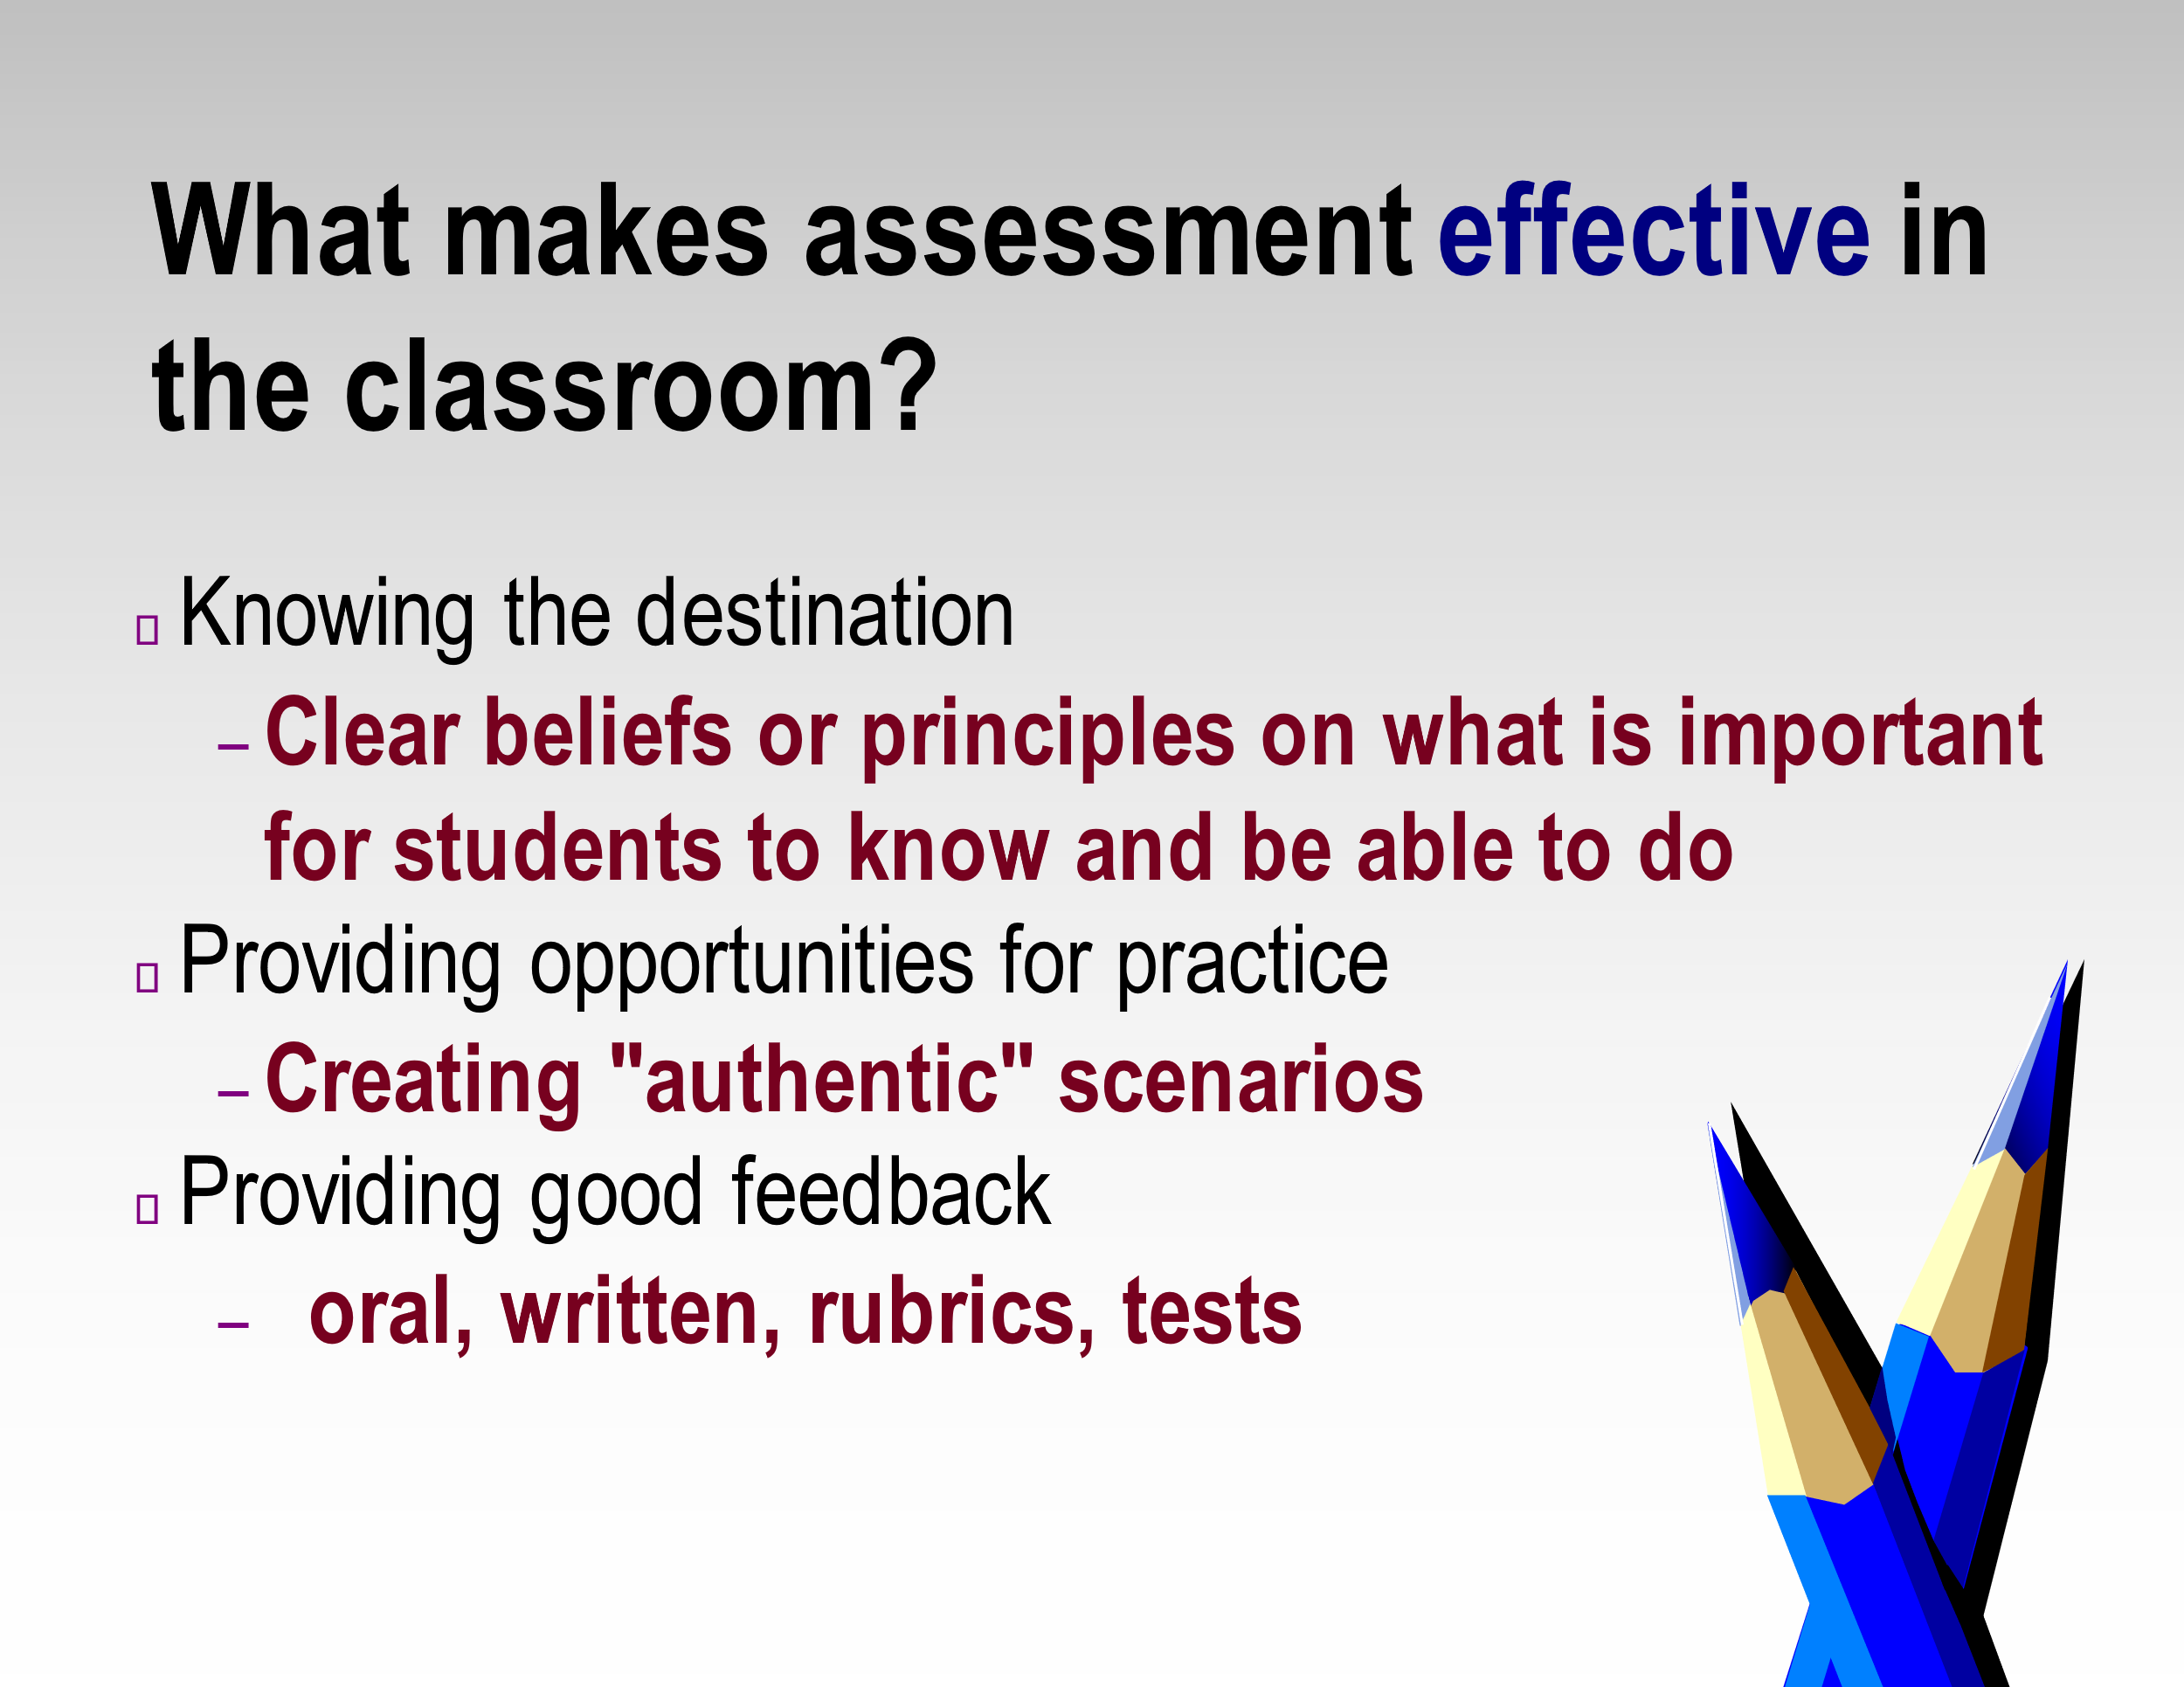 What makes assessment effective in
the classroom?
Knowing the destination
– Clear beliefs or principles on what is important
for students to know and be able to do
Providing opportunities for practice
– Creating "authentic" scenarios
Providing good feedback
– oral, written, rubrics, tests